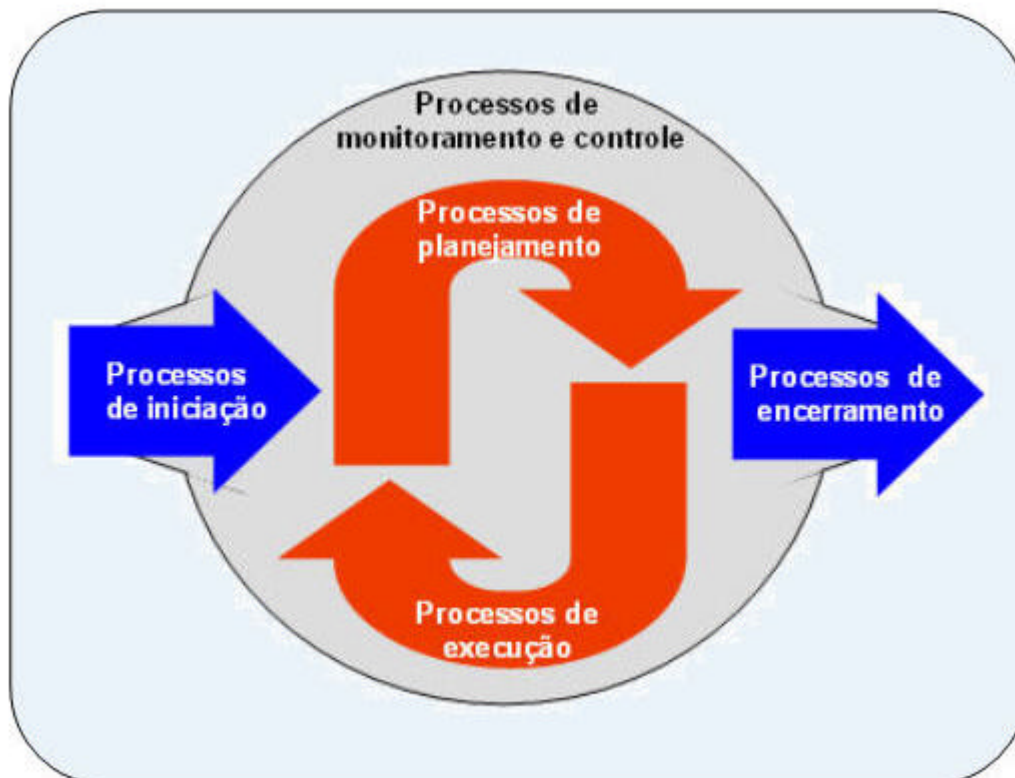 Processos de
monitoramento e controle
Processos de
planejamento
Processos
de iniciação
Processos de
encerramento
Processos de
execução